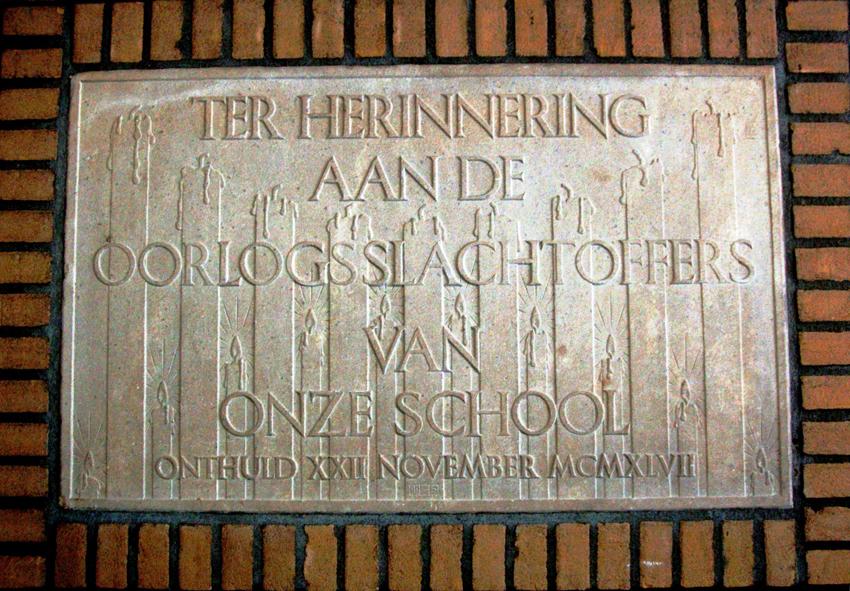 TER HERINNERING
AAN DE
OORLOGSSLACHTOFFERS
VAN
ONZE SCHOOL
ONTHULD XXII NOVEMBER MCMXLVII